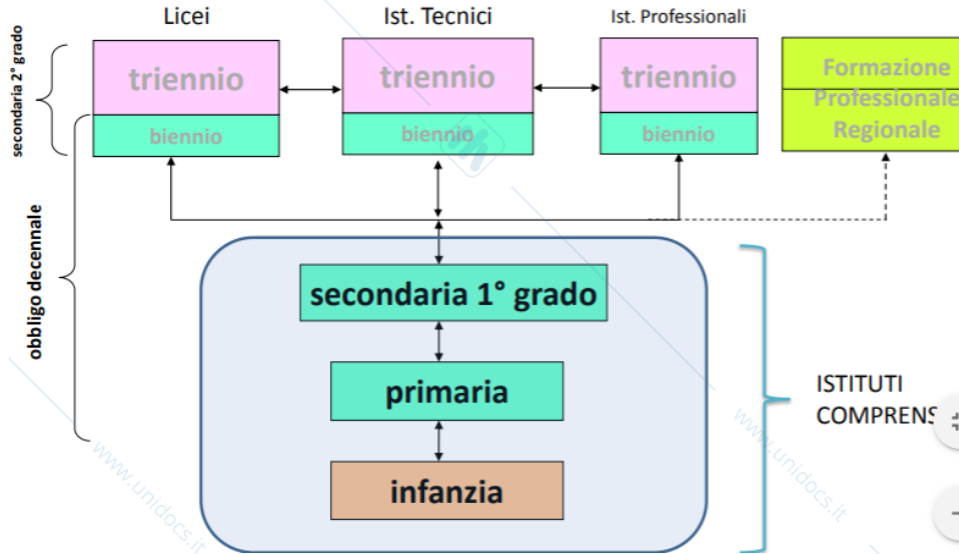 Licei
Ist. Tecnici
Ist. Professionali
secondaria 2° grado
triennio
triennio
triennio
Formazione
Professionale
Regionale
biennio
biennio
biennio
obbligo decennale
secondaria 1° grado
primaria
infanzia
ISTITUTI
COMPRENS
www.unidocs.it
www.unidocs.it